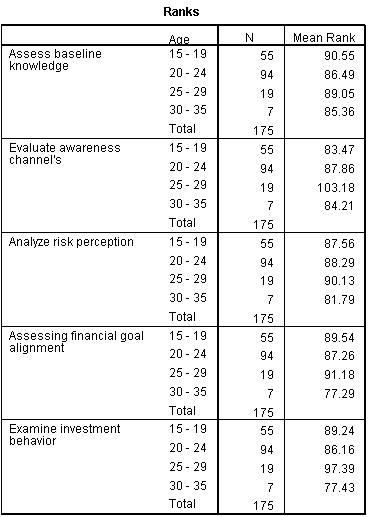 Ranks
Age N Mean Rank
Assess baseline 15 - 19 55 90.55
knowledge 20 - 24 94 86.49
25 - 29 19 89.05
30 - 35 7 85.36
Total 175
Evaluate awareness 15 - 19 55 83.47
channel's 20 - 24 94 87.86
25 - 29 19 103.18
30 - 35 7 84.21
Total 175
Analyze risk perception 15 - 19 55 87.56
20 - 24 94 88.29
25 - 29 19 90.13
30 - 35 7 81.79
Total 175
Assessing financial goal 15 - 19 55 89.54
alignment 20 - 24 94 87.26
25 - 29 19 91.18
30 - 35 7 77.29
Total 175
Examine investment 15 - 19 55 89.24
behavior 20 - 24 94 86.16
25 - 29 19 97.39
30 - 35 7 77.43
Total 175